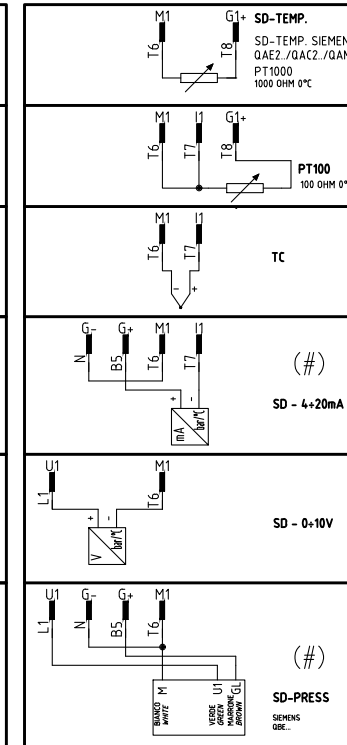 M1 G1+ SD-TEMP.
T6 T8
SD-TEMP. SIEMEN
QAE2../QAC2../QAM
PT1000
1000 OHM 0°C
M1 I1 G1+
T6 T7 T8
PT100
100 OHM 0°
M1 I1
T6 T7
TC
- +
G- G+ M1 I1
N B5 T6 T7
(#)
+ -
mA bar/°C
SD - 4÷20mA
U1 M1
L1 T6
+ -
V bar/°C
SD - 0÷10V
U1 G- G+ M1
L1 N B5 T6
(#)
M U1 GL
BIANCO
WHITE
VERDE
GREEN
MARRONE
BROWN
SD-PRESS
SIEMENS
QBE...